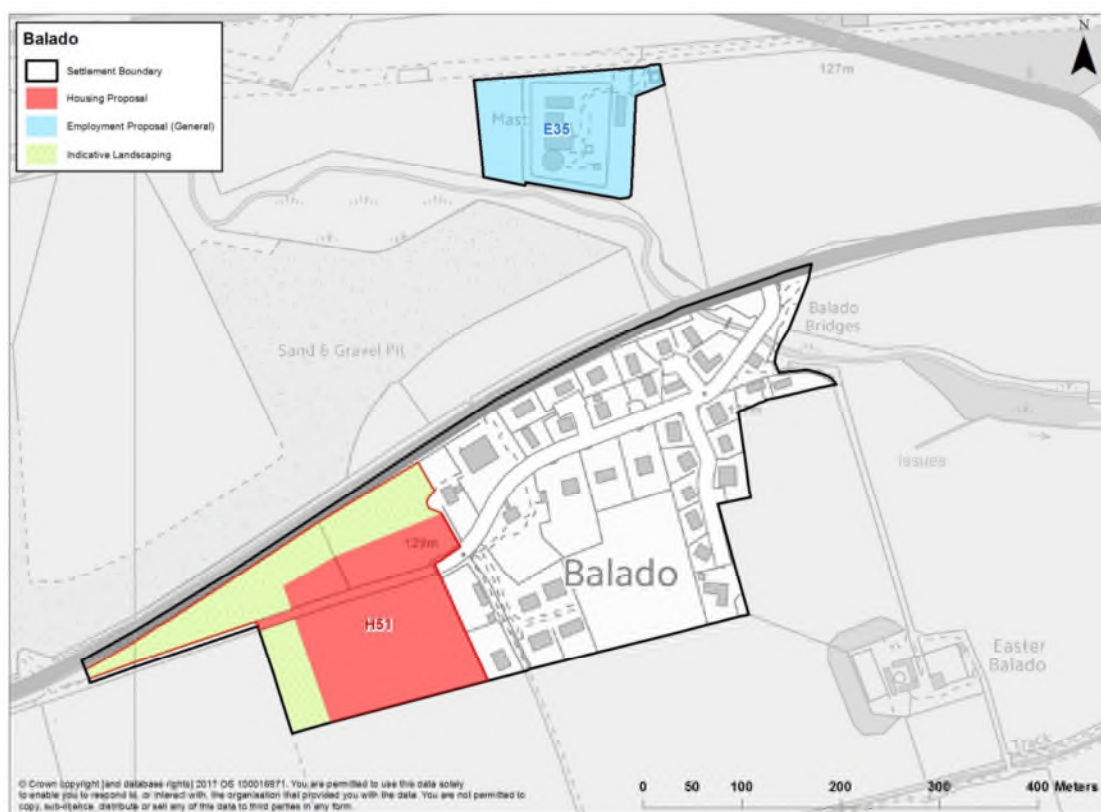 Balado
Settlement Boundary
Housing Proposal
Employment Proposal (General)
Indicative Landscaping
N
127m
Mast
E35
Balado
Bridges
Sand & Gravel Pit
Issues
129m
Balado
H51
Easter
Balado
Track
© Crown copyright [and database rights] 2017 OS 100016971. You are permitted to use this data solely
to enable you to respond to, or interact with, the organisation that provided you with the data. You are not permitted to
copy, sub-licence, distribute or sell any of this data to third parties in any form.
0 100 200 300 400 Meters